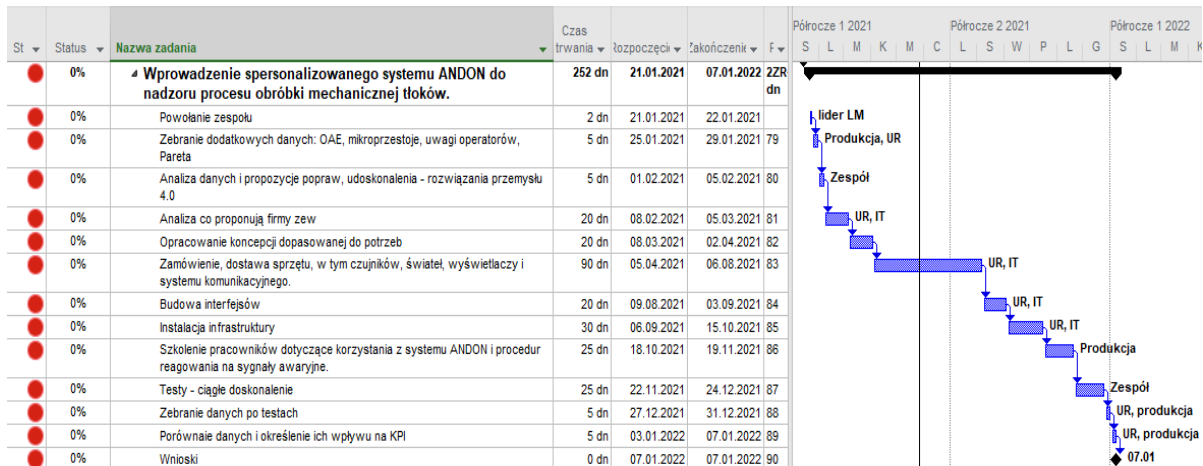 Półrocze 1 2021 Półrocze 2 2021 Półrocze 1 2022
St Status Nazwa zadania Czas trwania Rozpoczęcie Zakończenie F S L M K M C L S W P L G S L M K
0% Wprowadzenie spersonalizowanego systemu ANDON do 252 dn 21.01.2021 07.01.2022 2ZR
nadzoru procesu obróbki mechanicznej tłoków. dn
0% Powołanie zespołu 2 dn 21.01.2021 22.01.2021 lider LM
0% Zebranie dodatkowych danych: OAE, mikroprzestoje, uwagi operatorów, 5 dn 25.01.2021 29.01.2021 79 Produkcja, UR
Pareta
0% Analiza danych i propozycje popraw, udoskonalenia - rozwiązania przemysłu 5 dn 01.02.2021 05.02.2021 80 Zespół
4.0
0% Analiza co proponują firmy zew 20 dn 08.02.2021 05.03.2021 81 UR, IT
0% Opracowanie koncepcji dopasowanej do potrzeb 20 dn 08.03.2021 02.04.2021 82
0% Zamówienie, dostawa sprzętu, w tym czujników, świateł, wyświetlaczy i 90 dn 05.04.2021 06.08.2021 83 UR, IT
systemu komunikacyjnego.
0% Budowa interfejsów 20 dn 09.08.2021 03.09.2021 84 UR, IT
0% Instalacja infrastruktury 30 dn 06.09.2021 15.10.2021 85 UR, IT
0% Szkolenie pracowników dotyczące korzystania z systemu ANDON i procedur 25 dn 18.10.2021 19.11.2021 86 Produkcja
reagowania na sygnały awaryjne.
0% Testy - ciągłe doskonalenie 25 dn 22.11.2021 24.12.2021 87 Zespół
0% Zebranie danych po testach 5 dn 27.12.2021 31.12.2021 88 UR, produkcja
0% Porównaie danych i określenie ich wpływu na KPI 5 dn 03.01.2022 07.01.2022 89 UR, produkcja
0% Wnioski 0 dn 07.01.2022 07.01.2022 90 07.01